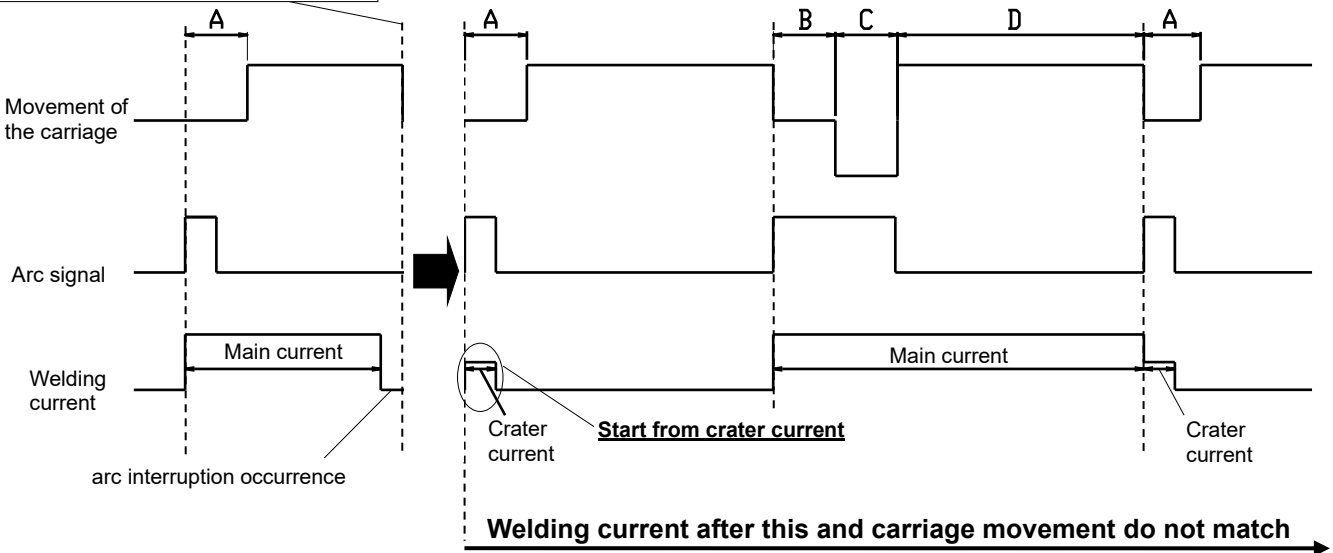 A
A
B
C
D
A
Movement of
the carriage
Arc signal
Main current
Main current
Welding
current
Crater
current
Start from crater current
Crater
current
arc interruption occurrence
Welding current after this and carriage movement do not match